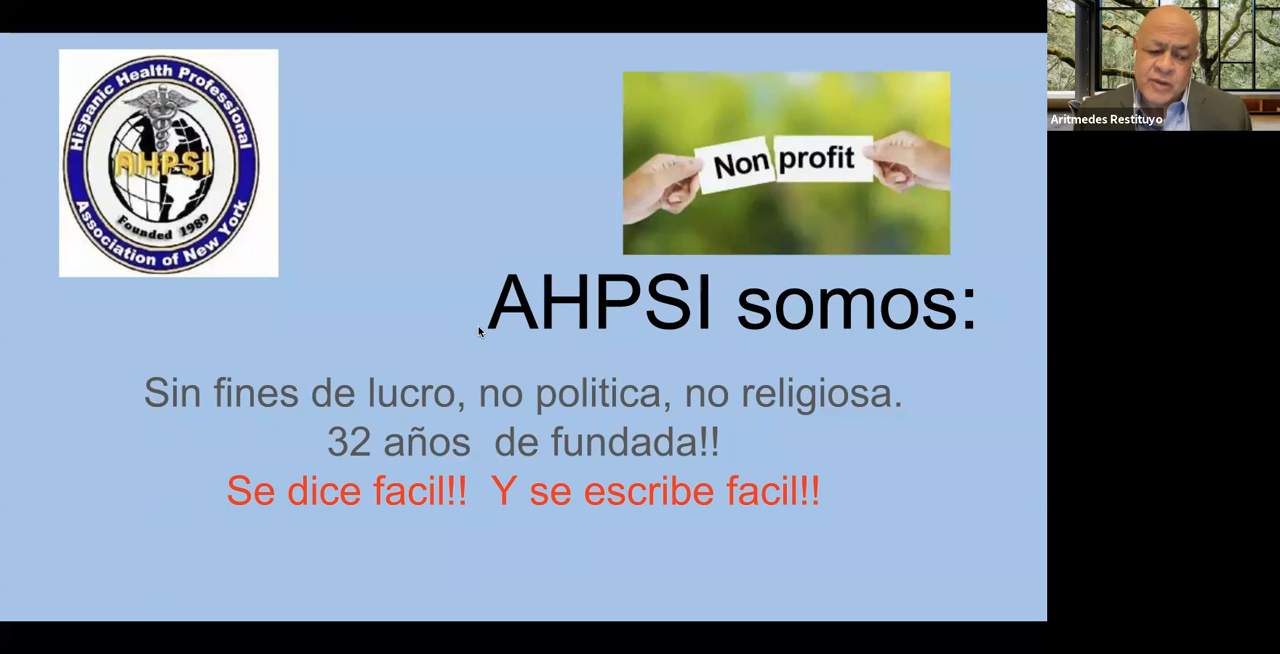 Hispanic Health Professional
AHPSI
Founded 1989
Association of New York
Non profit
Aritmedes Restituyo
AHPSI somos:
Sin fines de lucro, no politica, no religiosa.
32 años  de fundada!!
Se dice facil!!  Y se escribe facil!!